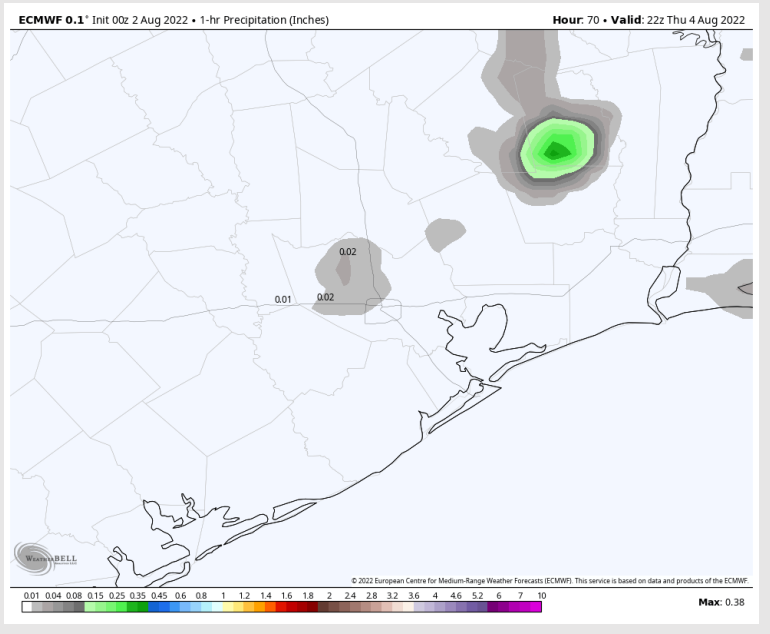 ECMWF 0.1° Init 00z 2 Aug 2022 • 1-hr Precipitation (Inches) Hour: 70 • Valid: 22z Thu 4 Aug 2022
0.02
0.01 0.02
WeatherBELL
© 2022 European Centre for Medium-Range Weather Forecasts (ECMWF). This service is based on data and products of the ECMWF.
0.01 0.04 0.08 0.15 0.25 0.35 0.45 0.6 0.8 1 1.2 1.4 1.6 1.8 2 2.4 2.8 3.2 3.6 4 4.6 5.2 6 7 10
Max: 0.38